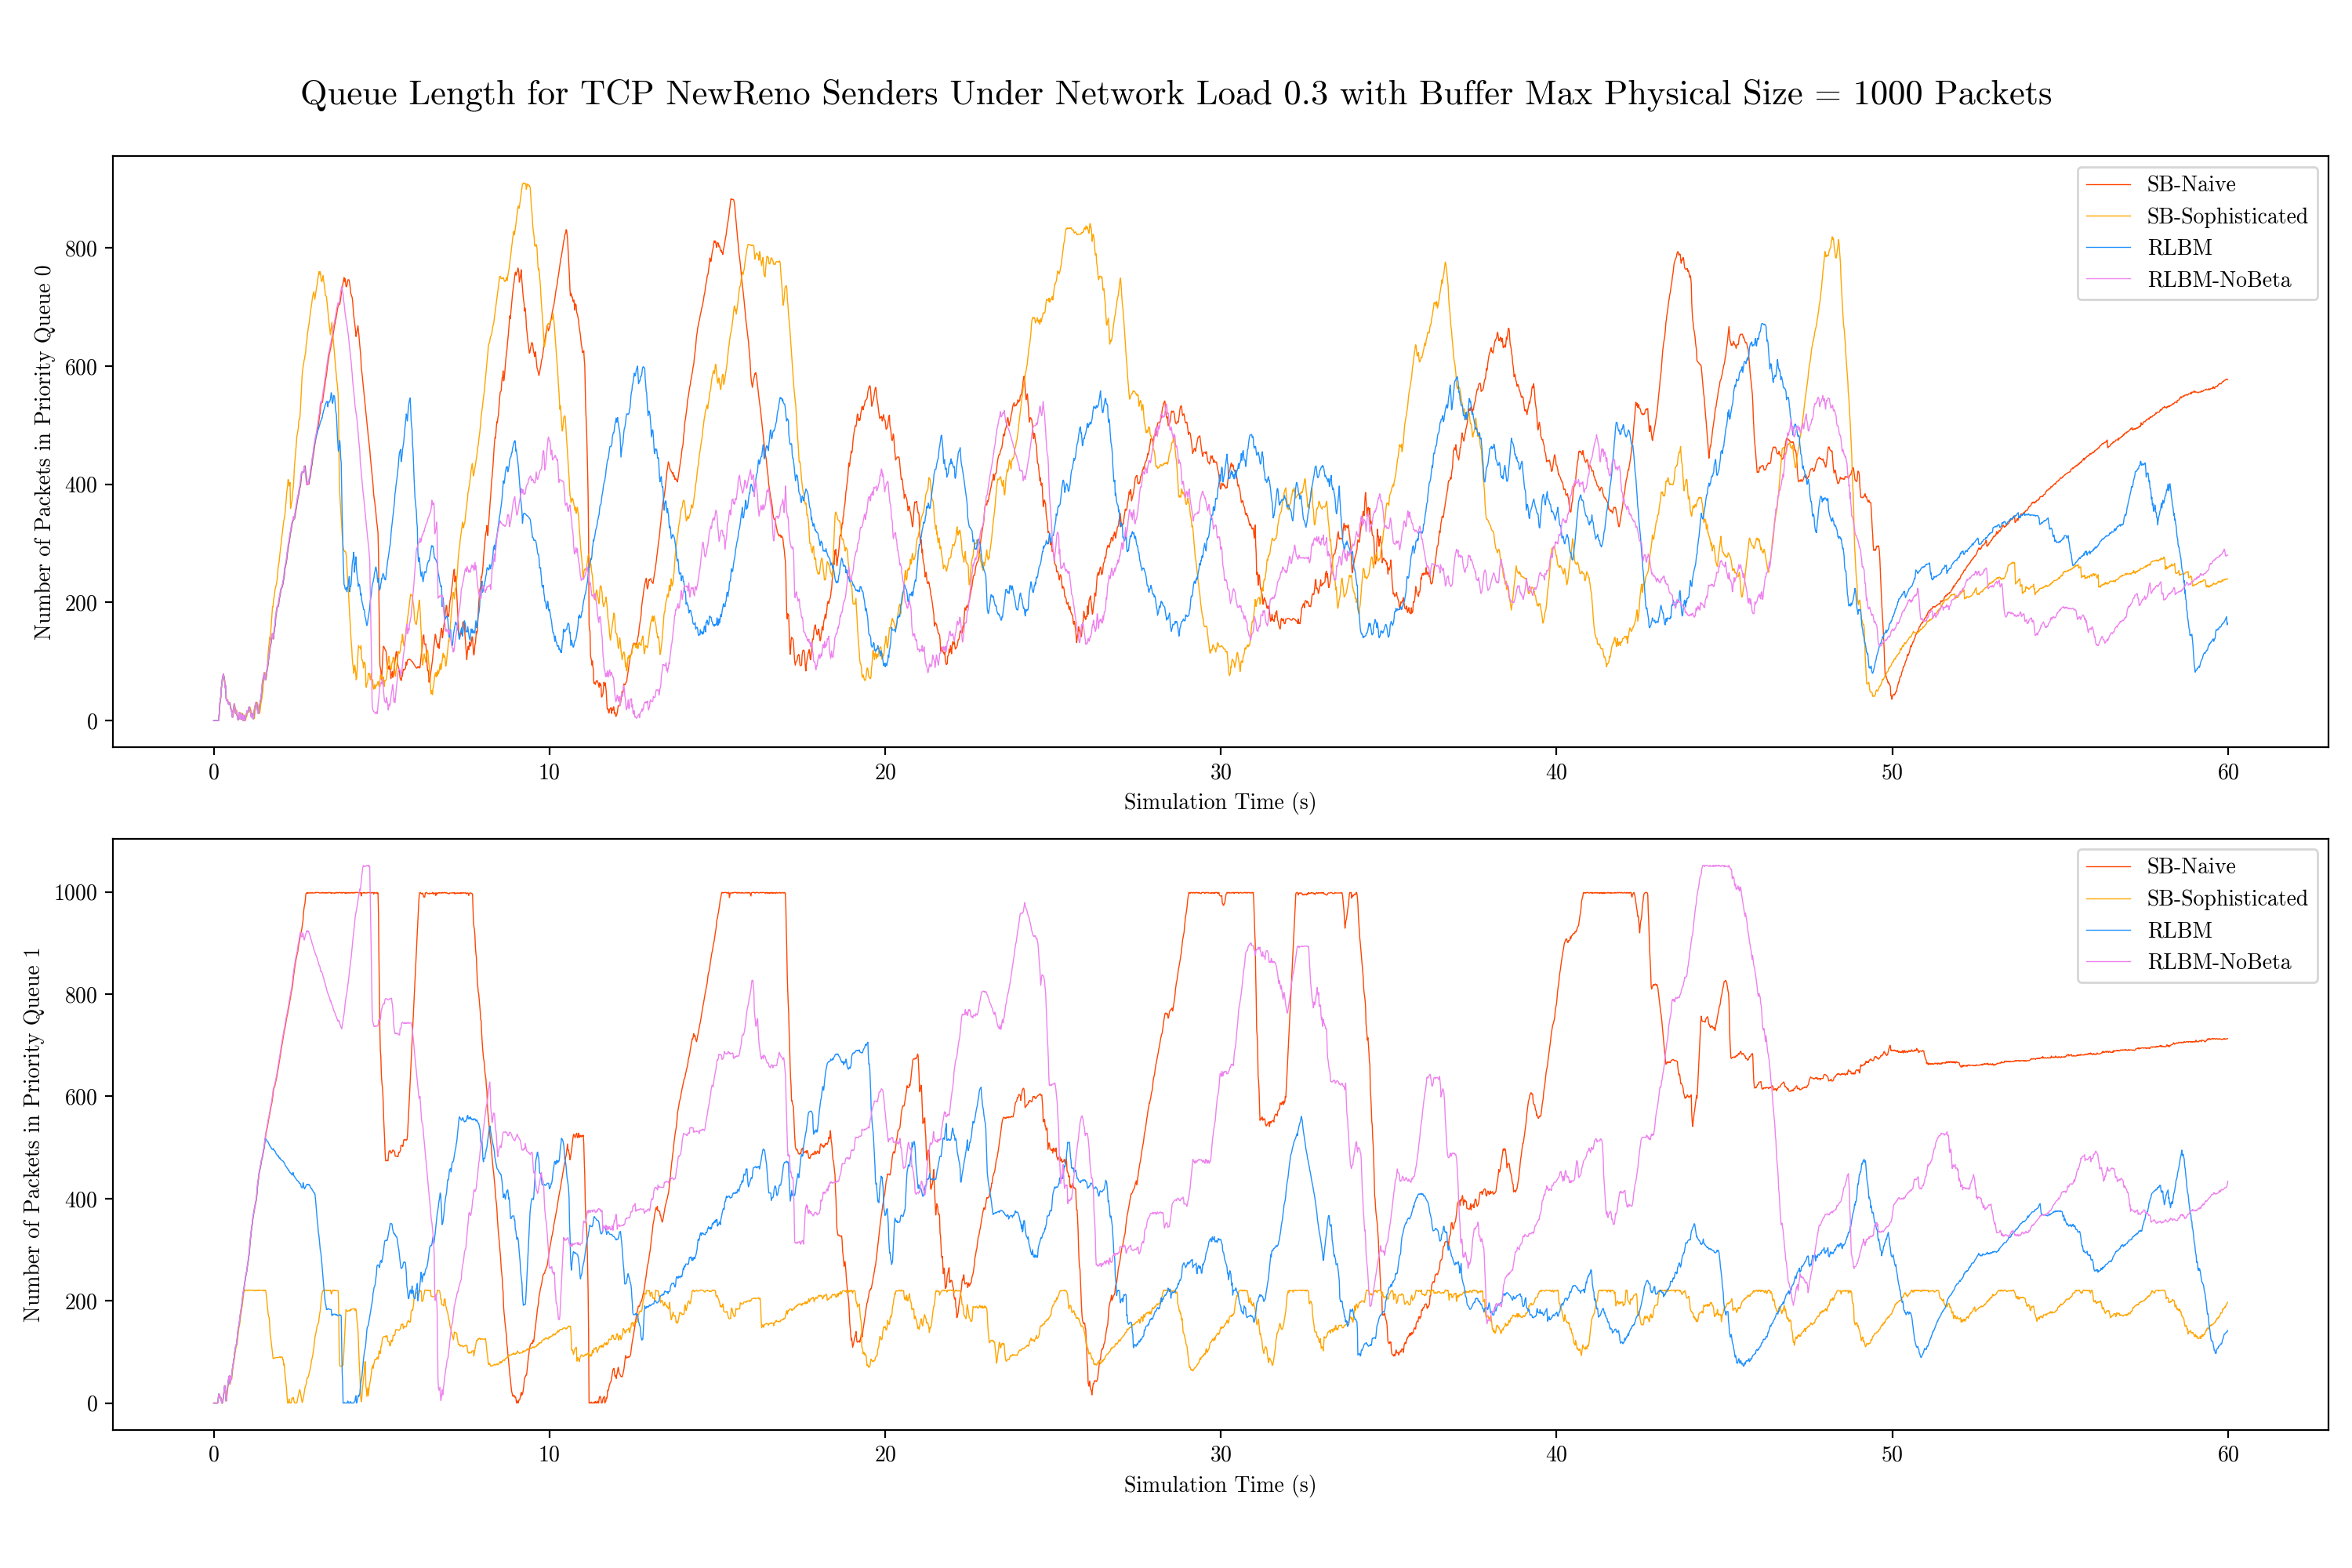 Queue Length for TCP NewReno Senders Under Network Load 0.3 with Buffer Max Physical Size = 1000 Packets
Number of Packets in Priority Queue 0
800
600
400
200
0
SB-Naive
SB-Sophisticated
RLBM
RLBM-NoBeta
0 10 20 30 40 50 60
Simulation Time (s)
Number of Packets in Priority Queue 1
1000
800
600
400
200
0
SB-Naive
SB-Sophisticated
RLBM
RLBM-NoBeta
0 10 20 30 40 50 60
Simulation Time (s)